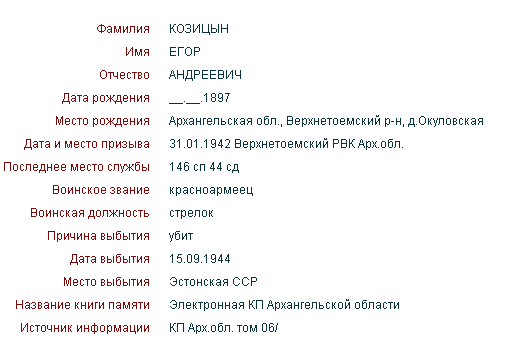 Фамилия КОЗИЦЫН
Имя ЕГОР
Отчество АНДРЕЕВИЧ
Дата рождения __.__.1897
Место рождения Архангельская обл., Верхнетоемский р-н, д.Окуловская
Дата и место призыва 31.01.1942 Верхнетоемский РВК Арх.обл.
Последнее место службы 146 сп 44 сд
Воинское звание красноармеец
Воинская должность стрелок
Причина выбытия убит
Дата выбытия 15.09.1944
Место выбытия Эстонская ССР
Название книги памяти Электронная КП Архангельской области
Источник информации КП Арх.обл. том 06/